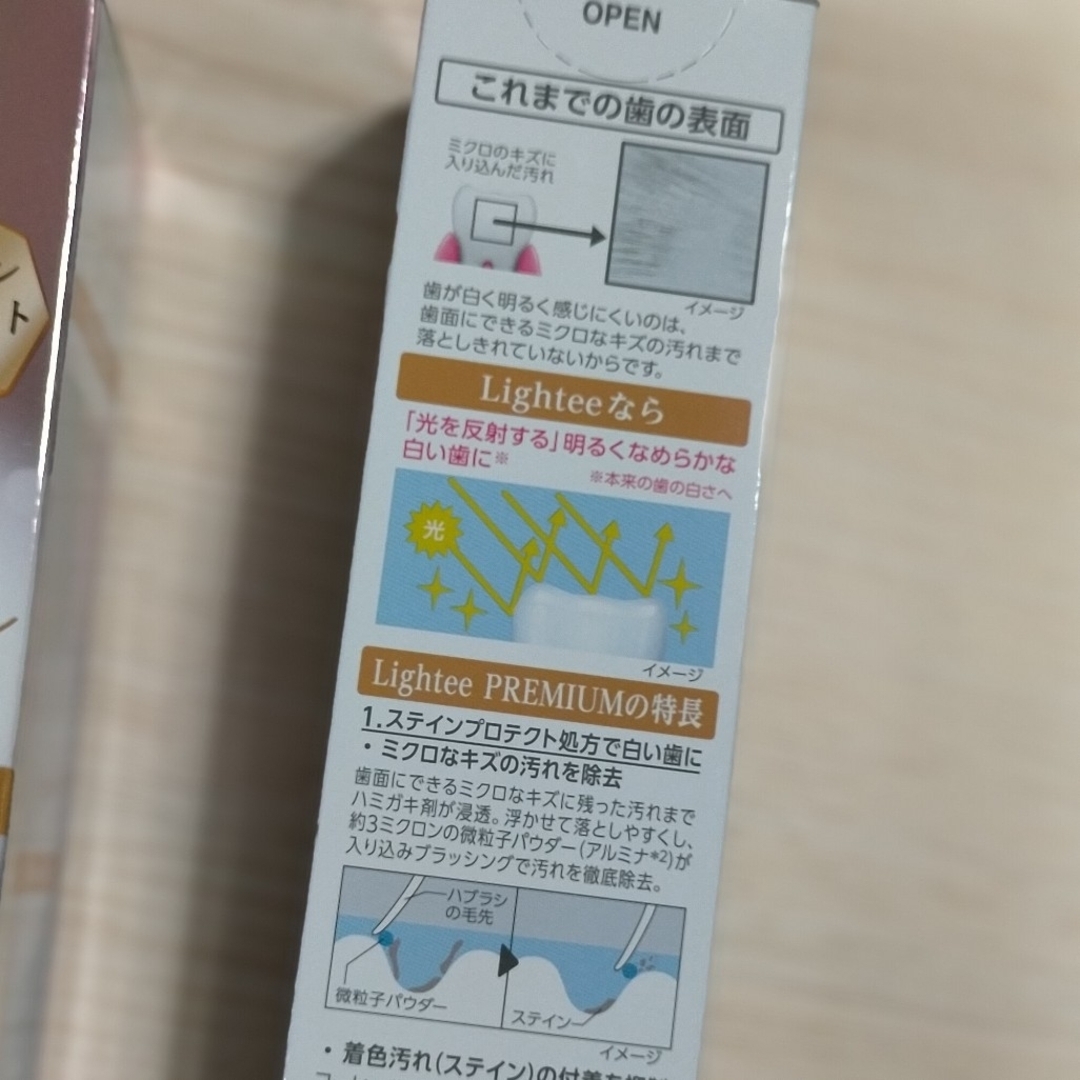 OPEN
これまでの歯の表面
ミクロのキズに
入り込んだ汚れ
イメージ
歯が白く明るく感じにくいのは、
歯面にできるミクロなキズの汚れまで
落としきれていないからです。
Lighteeなら
「光を反射する」明るくなめらかな
白い歯に※
※本来の歯の白さへ
光
イメージ
Lightee PREMIUMの特長
1.ステインプロテクト処方で白い歯に
・ミクロなキズの汚れを除去
歯面にできるミクロなキズに残った汚れまで
ハミガキ剤が浸透。浮かせて落としやすくし、
約3ミクロンの微粒子パウダー(アルミナ*2)が
入り込みブラッシングで汚れを徹底除去。
ハブラシ
の毛先
微粒子パウダー
ステイン
イメージ
・着色汚れ(ステイン)の付着を
ト